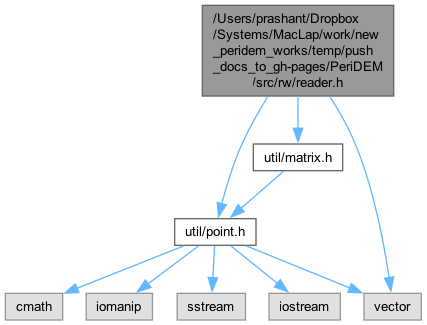 /Users/prashant/Dropbox
/Systems/MacLap/work/new
_peridem_works/temp/push
_docs_to_gh-pages/PeriDEM
/src/rw/reader.h
util/matrix.h
util/point.h
cmath
iomanip
sstream
iostream
vector